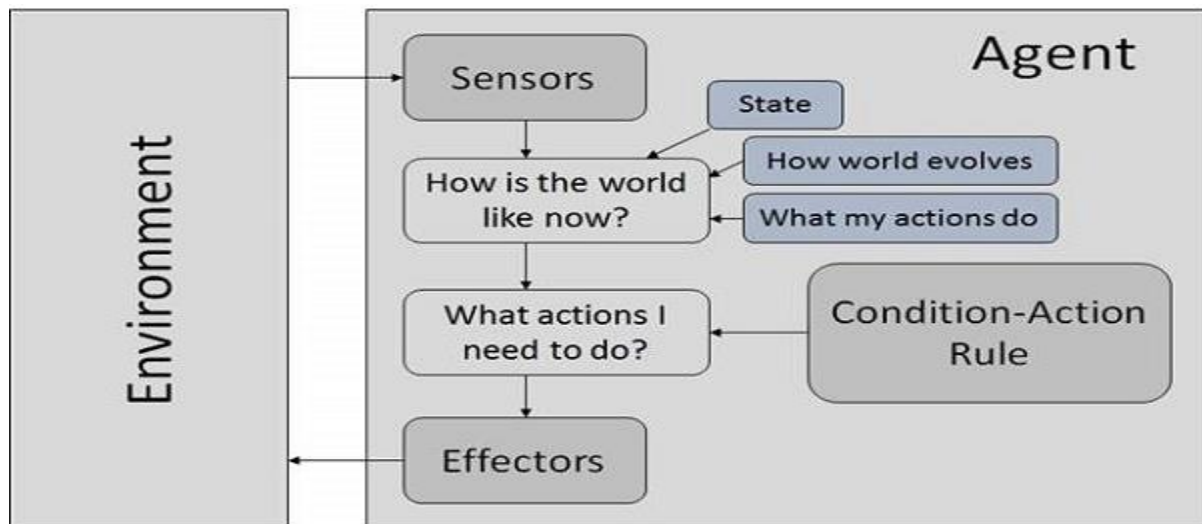 Environment
Agent
Sensors
State
How world evolves
What my actions do
How is the world
like now?
What actions I
need to do?
Condition-Action
Rule
Effectors